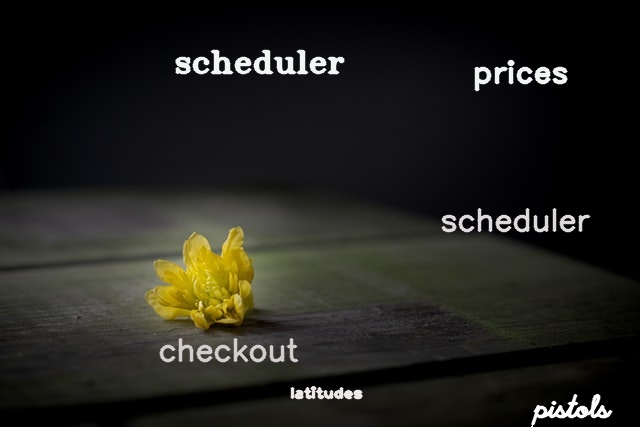 scheduler
prices
scheduler
checkout
latitudes
pistols